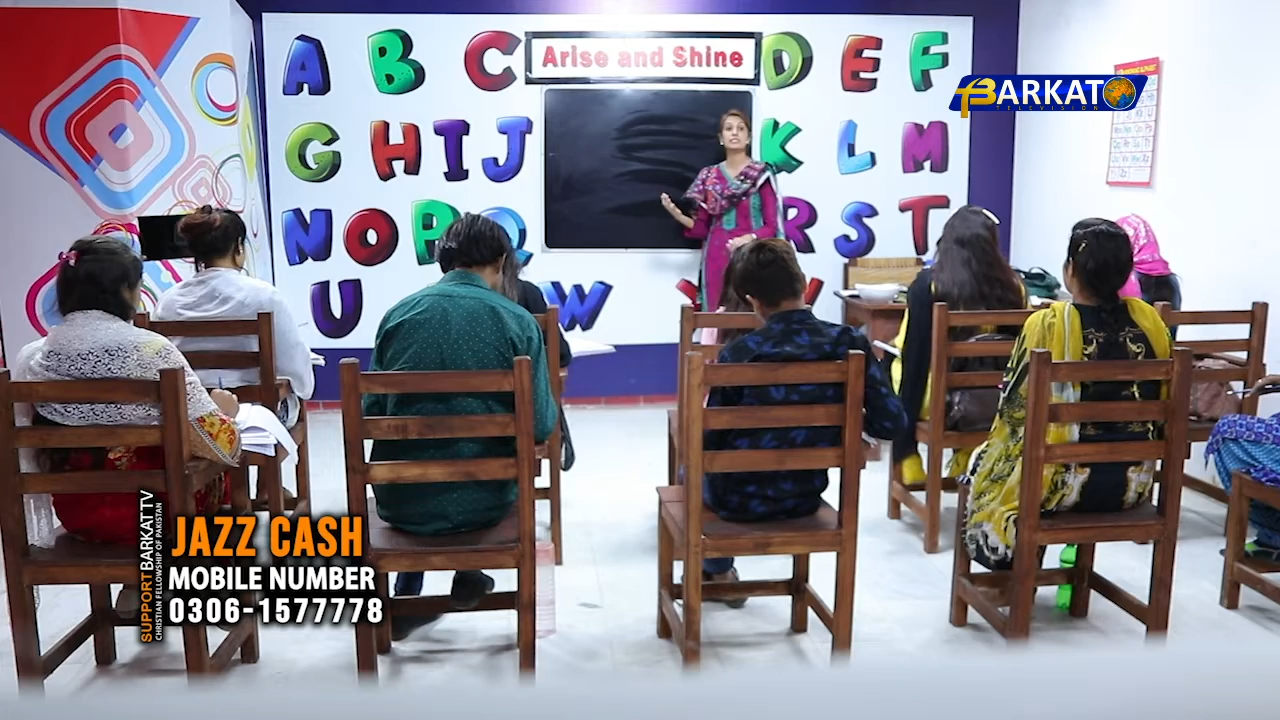 A B C D E F
Arise and Shine
BARKAT
TELEVISION
G H I J K L M
N O P R S T
U W
SUPPORT BARKAT TV
CHRISTIAN FELLOWSHIP OF PAKISTAN
JAZZ CASH
MOBILE NUMBER
0306-1577778